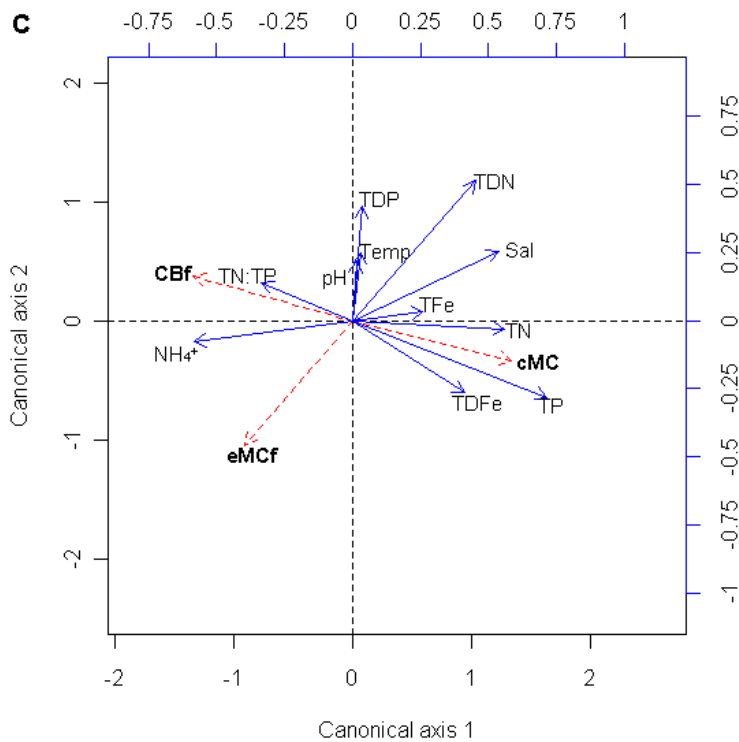 C
-0.75 -0.25 0 0.25 0.5 0.75 1
2
1
0
-1
-2
Canonical axis 2
0.75
0.5
0.25
0
-0.25
-0.5
-0.75
-1
TDN
TDP
Temp
Sal
pH
CBf
TN:TP
TFe
TN
NH₄⁺
cMC
TDFe
TP
eMCf
-2 -1 0 1 2
Canonical axis 1